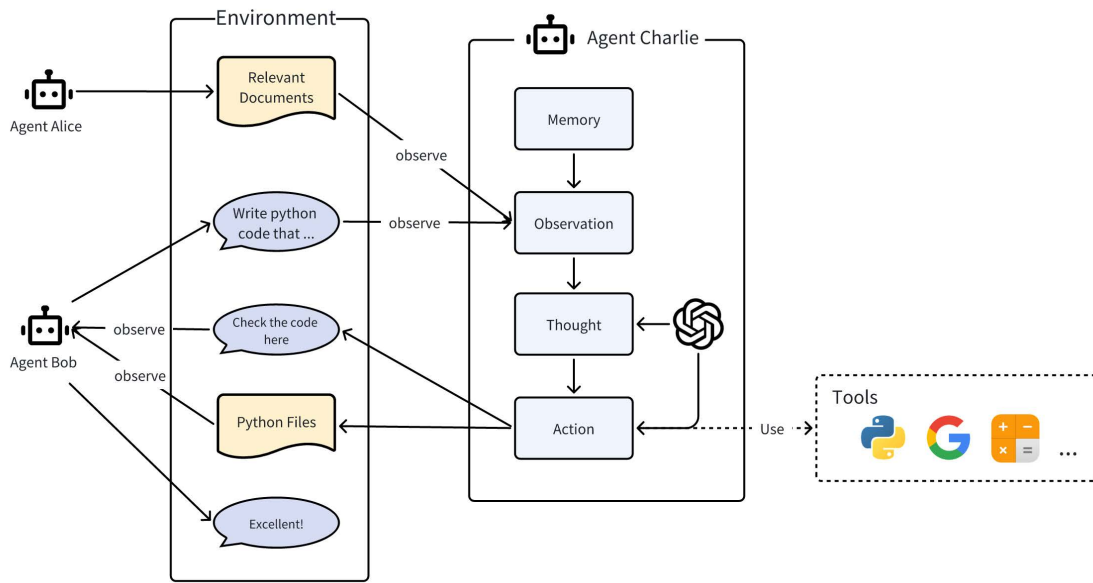 Environment
Agent Charlie
Relevant
Documents
Agent Alice
Memory
observe
Write python
code that ...
observe
Observation
Check the code
here
observe
Thought
Agent Bob
observe
Python Files
Action
Use
Tools
+ −
× =
...
Excellent!